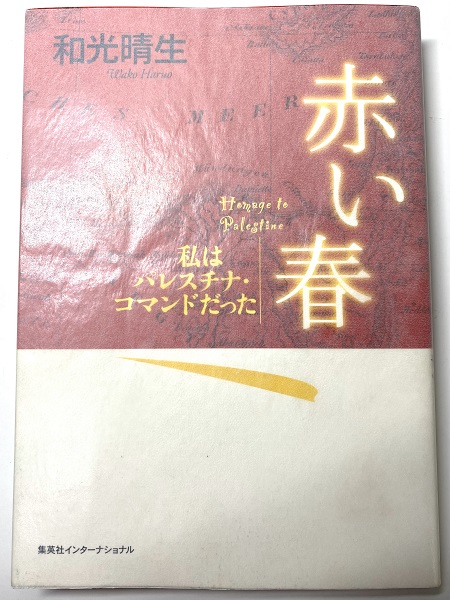 和光晴生
Wako Haruo
赤い春
Homage to
Palestine
私は
パレスチナ・
コマンドだった
CHES MEER
集英社インターナショナル